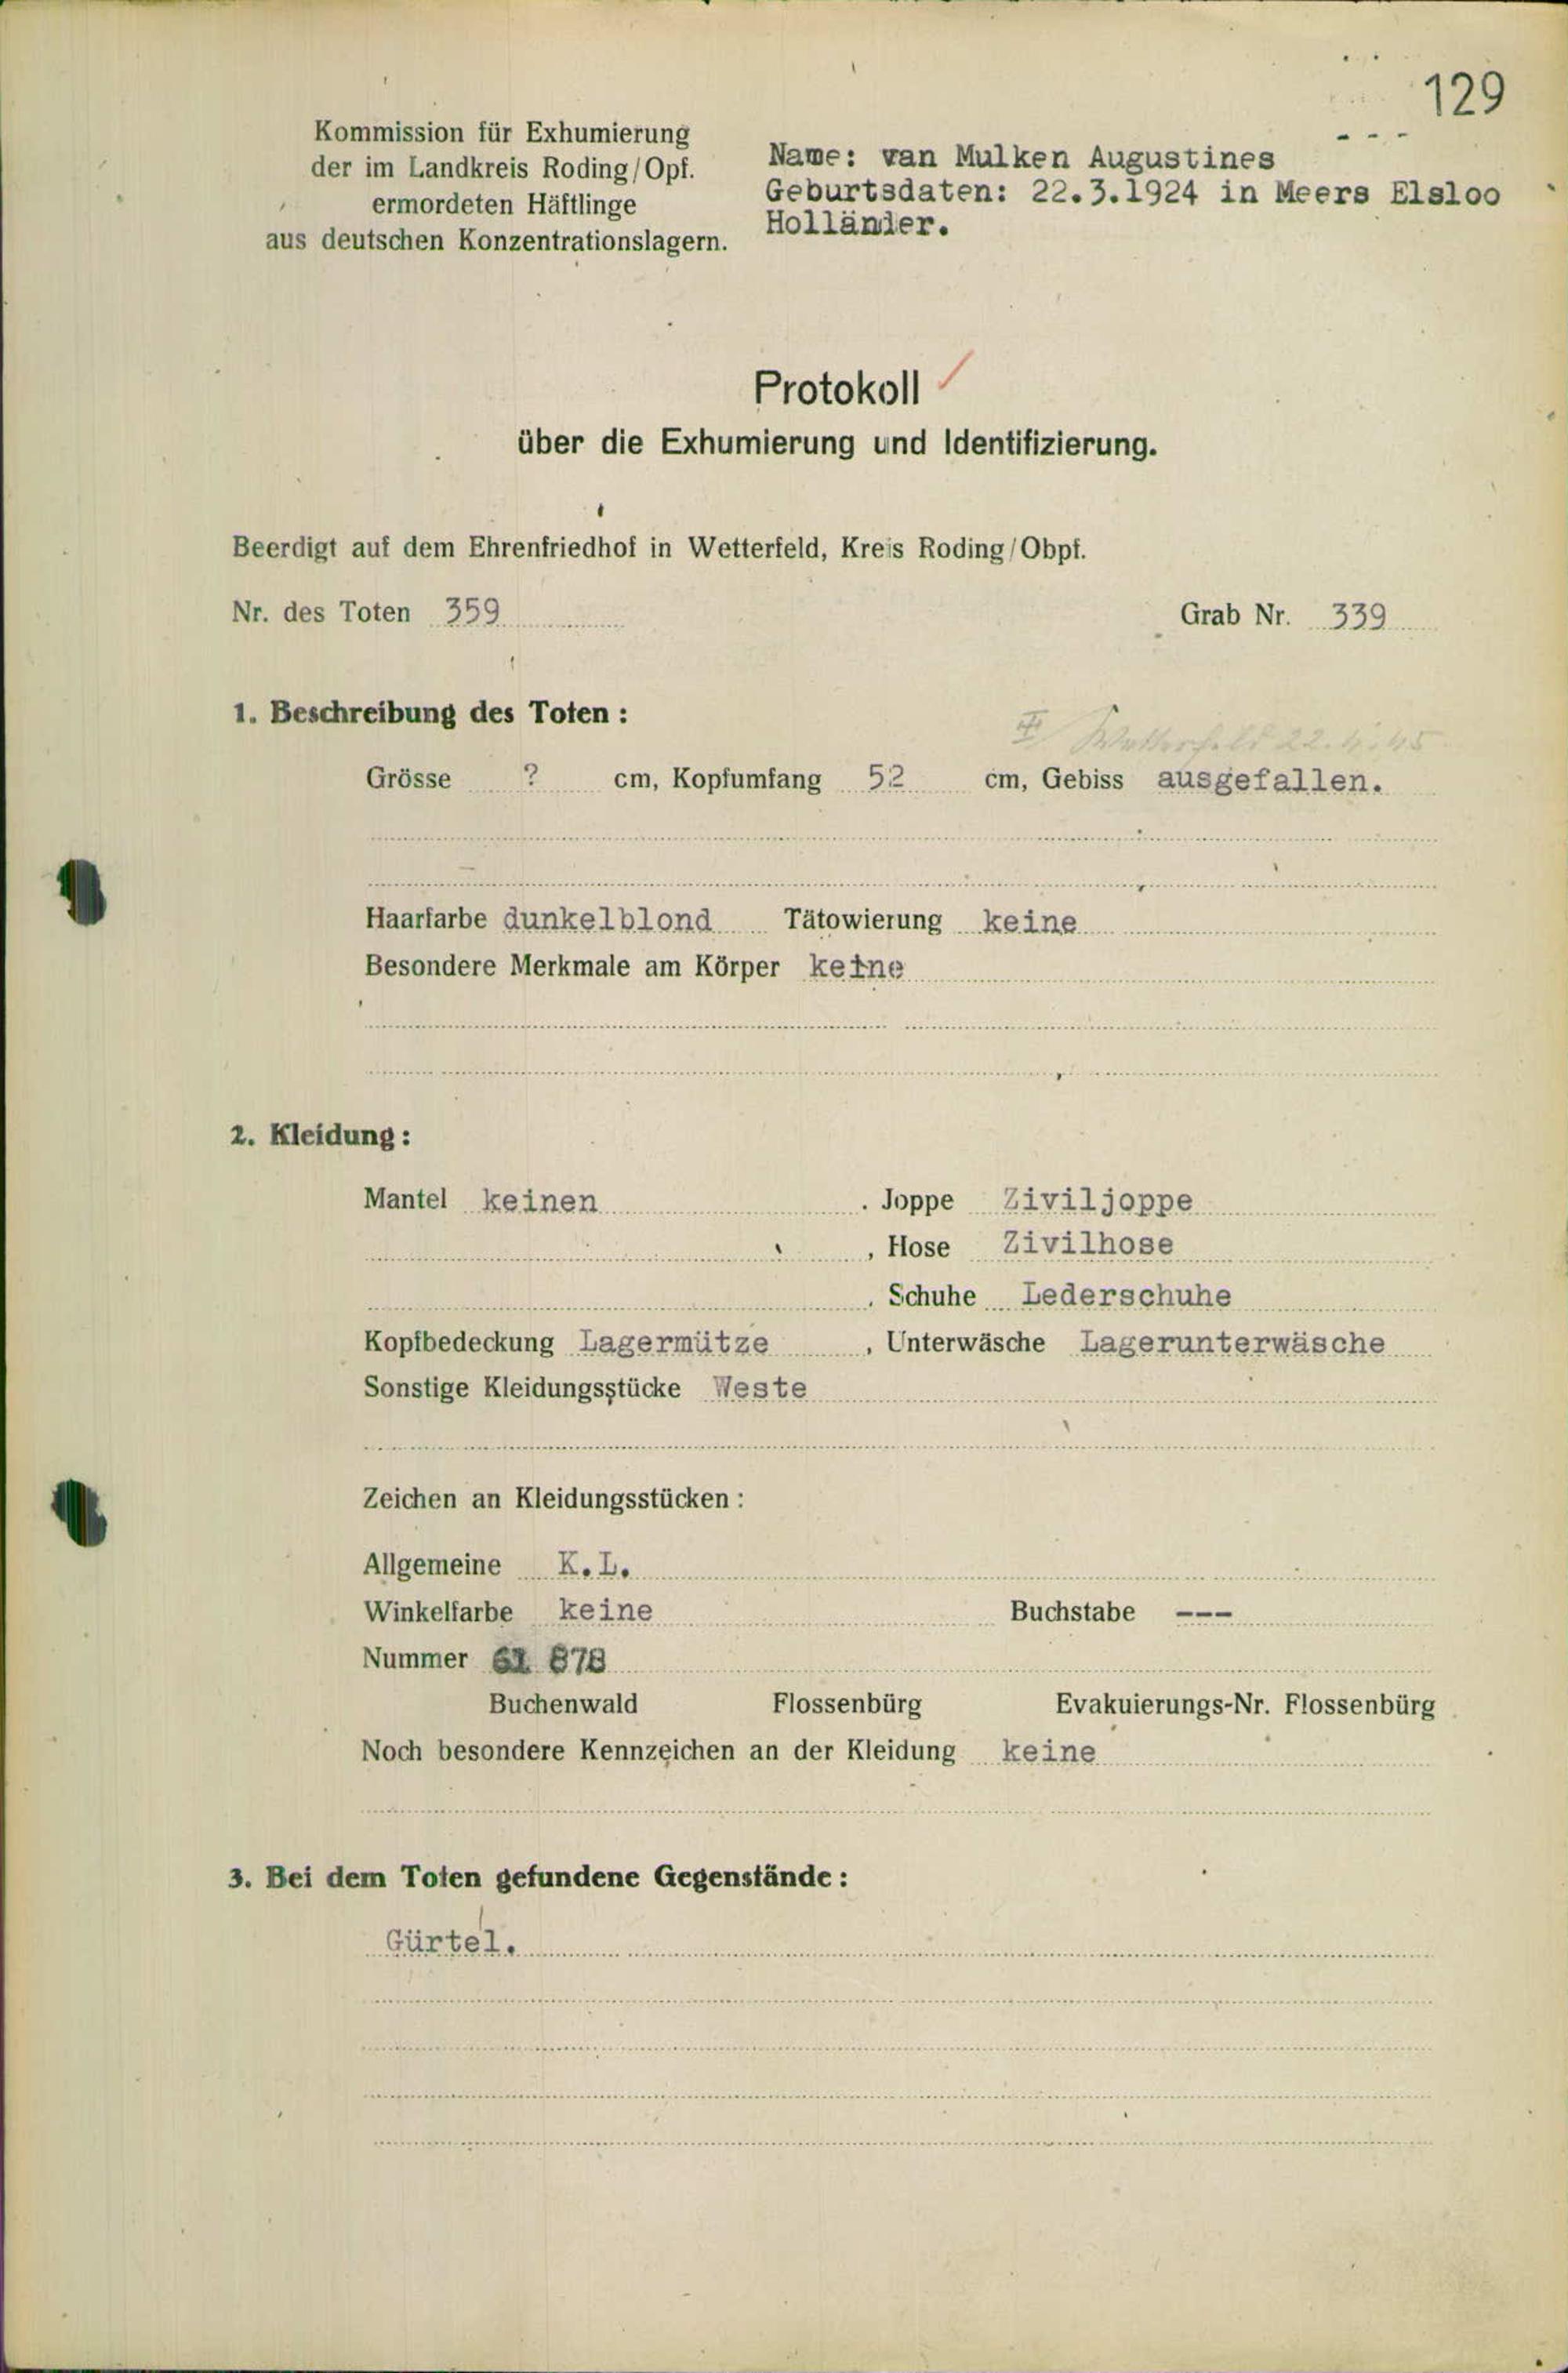 129
Kommission für Exhumierung
der im Landkreis Roding/Opf.
ermordeten Häftlinge
aus deutschen Konzentrationslagern.
Name: van Mulken Augustines
Geburtsdaten: 22.3.1924 in Meers Elsloo
Holländer.
Protokoll
über die Exhumierung und Identifizierung.
Beerdigt auf dem Ehrenfriedhof in Wetterfeld, Kreis Roding/Obpf.
Nr. des Toten 359 Grab Nr. 339
1. Beschreibung des Toten :
Wetterfeld 22.4.45
Grösse ? cm, Kopfumfang 52 cm, Gebiss ausgefallen.
Haarfarbe dunkelblond Tätowierung keine
Besondere Merkmale am Körper keine
2. Kleidung :
Mantel keinen . Joppe Ziviljoppe
, Hose Zivilhose
, Schuhe Lederschuhe
Kopfbedeckung Lagermütze , Unterwäsche Lagerunterwäsche
Sonstige Kleidungsstücke Weste
Zeichen an Kleidungsstücken :
Allgemeine K.L.
Winkelfarbe keine Buchstabe ---
Nummer 878
Buchenwald Flossenbürg Evakuierungs-Nr. Flossenbürg
Noch besondere Kennzeichen an der Kleidung keine
3. Bei dem Toten gefundene Gegenstände :
Gürtel.